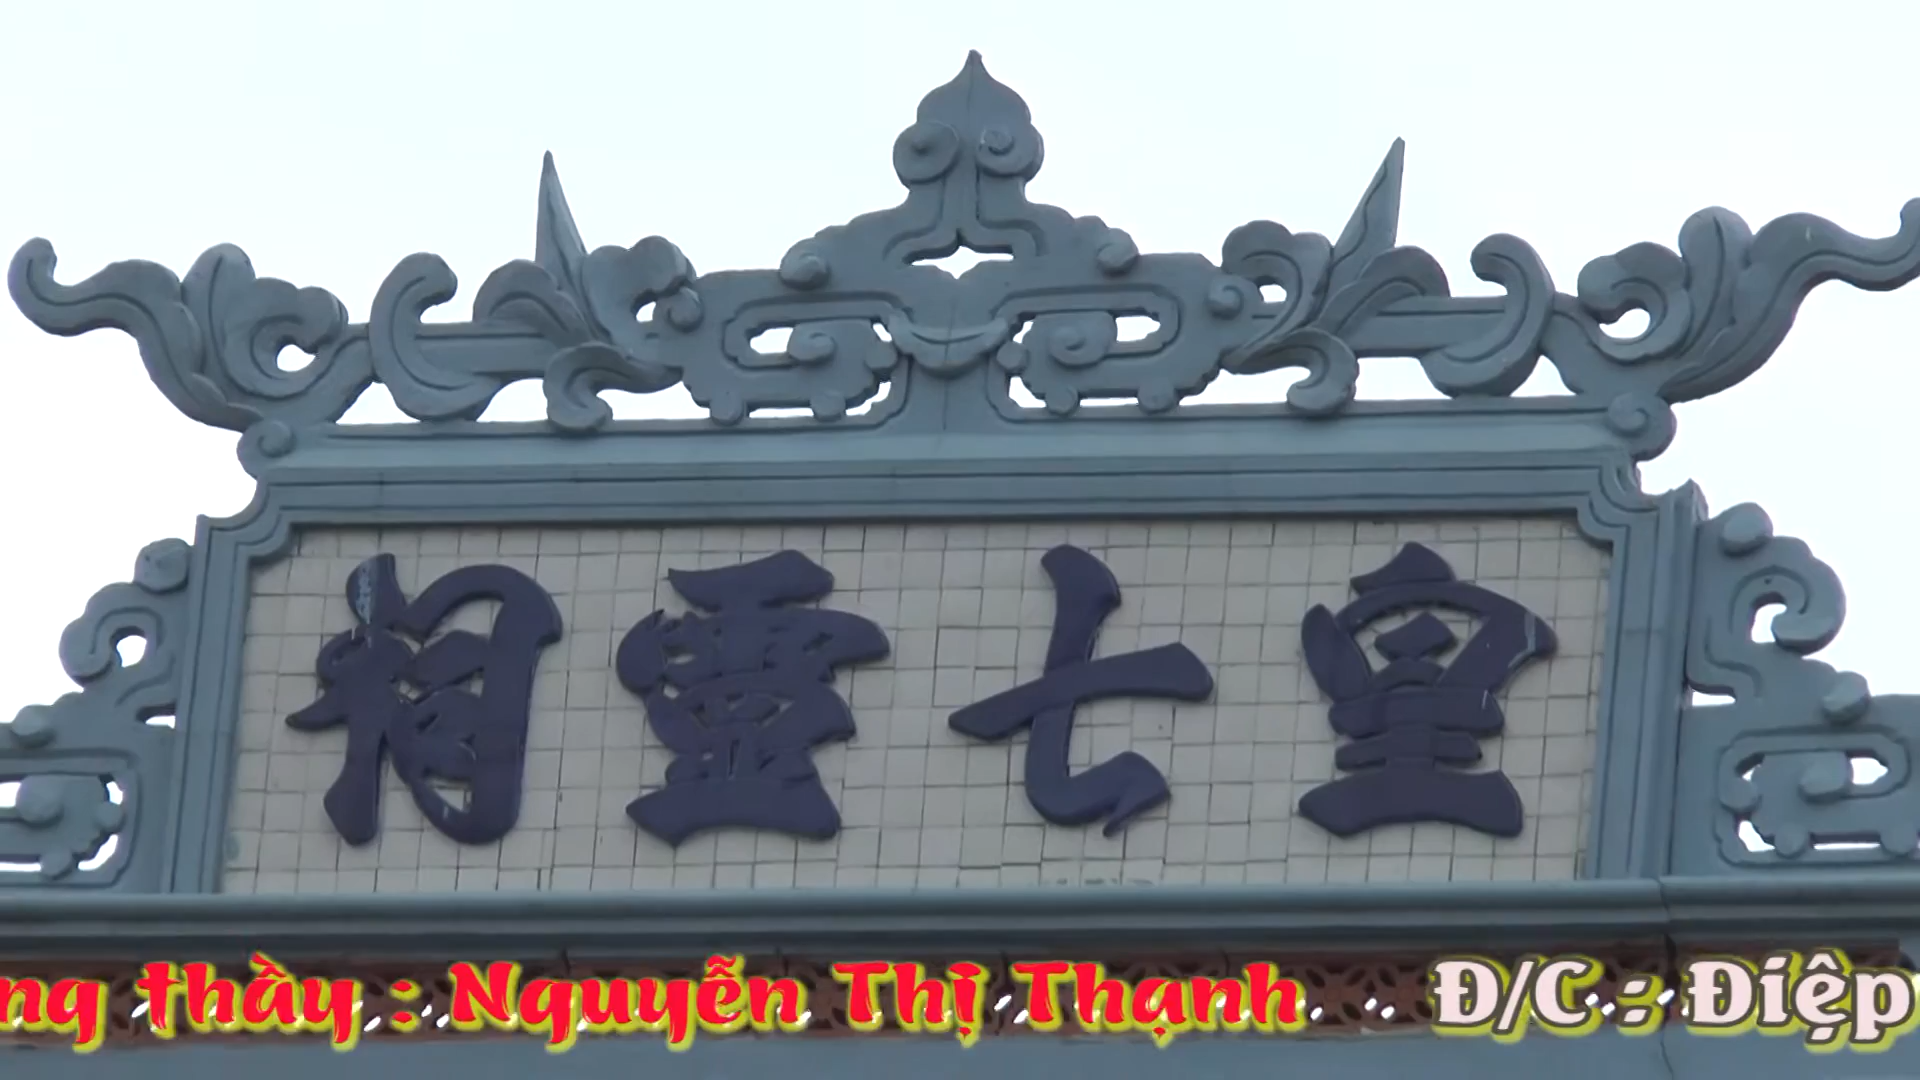 皇七靈祠
ng thầy : Nguyễn Thị Thạnh Đ/C : Điệp